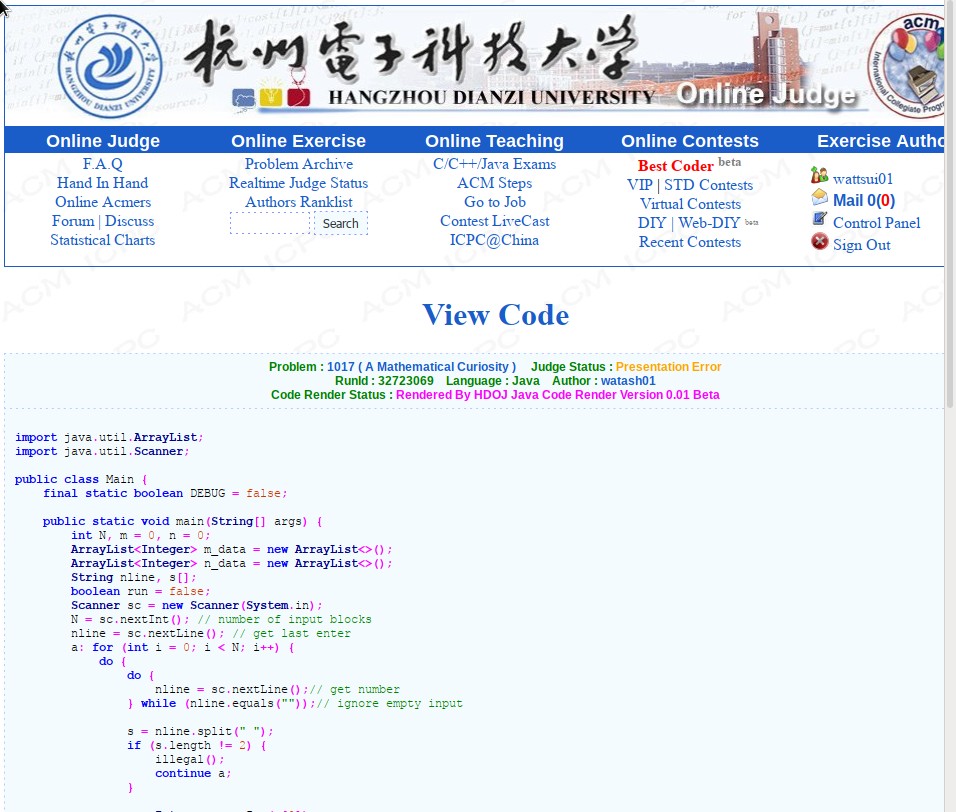 杭州電子科技大学
HANGZHOU DIANZI UNIVERSITY
Online Judge
acm
Online Judge Online Exercise Online Teaching Online Contests Exercise Autho
F.A.Q
Hand In Hand
Online Acmers
Forum | Discuss
Statistical Charts
Problem Archive
Realtime Judge Status
Authors Ranklist
Search
C/C++/Java Exams
ACM Steps
Go to Job
Contest LiveCast
ICPC@China
Best Coder beta
VIP | STD Contests
Virtual Contests
DIY | Web-DIY beta
Recent Contests
wattsui01
Mail 0(0)
Control Panel
Sign Out
View Code
Problem : 1017 ( A Mathematical Curiosity )     Judge Status : Presentation Error
RunId : 32723069    Language : Java    Author : watash01
Code Render Status : Rendered By HDOJ Java Code Render Version 0.01 Beta
import java.util.ArrayList;
import java.util.Scanner;
public class Main {
    final static boolean DEBUG = false;
    public static void main(String[] args) {
        int N, m = 0, n = 0;
        ArrayList<Integer> m_data = new ArrayList<>();
        ArrayList<Integer> n_data = new ArrayList<>();
        String nline, s[];
        boolean run = false;
        Scanner sc = new Scanner(System.in);
        N = sc.nextInt(); // number of input blocks
        nline = sc.nextLine(); // get last enter
        a: for (int i = 0; i < N; i++) {
            do {
                do {
                    nline = sc.nextLine();// get number
                } while (nline.equals(""));// ignore empty input
                s = nline.split(" ");
                if (s.length != 2) {
                    illegal();
                    continue a;
                }